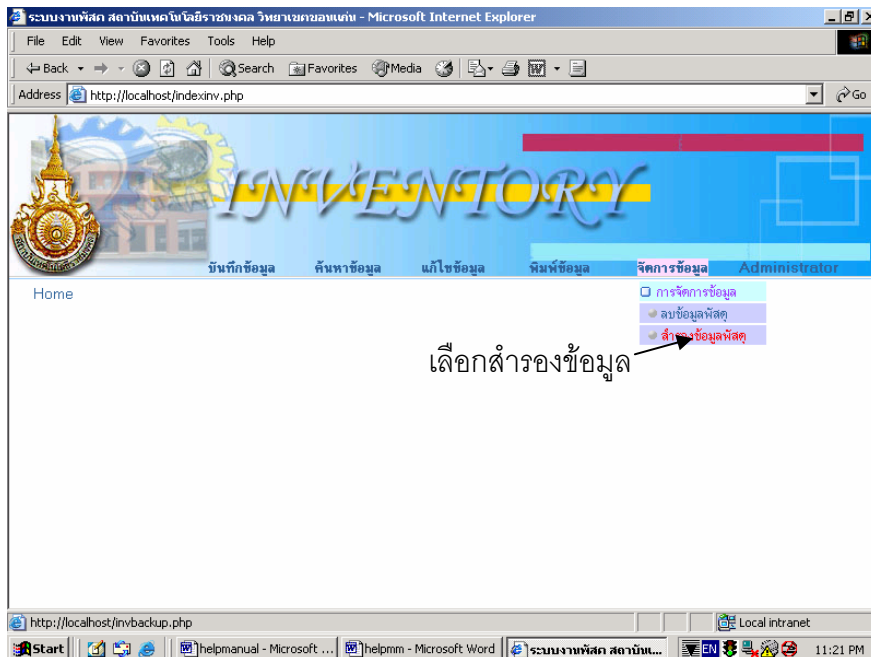 ระบบงานพัสดุ สถาบันเทคโนโลยีราชมงคล วิทยาเขตขอนแก่น - Microsoft Internet Explorer
File Edit View Favorites Tools Help
Back Search Favorites Media
Address http://localhost/indexinv.php Go
INVENTORY
บันทึกข้อมูล ค้นหาข้อมูล แก้ไขข้อมูล พิมพ์ข้อมูล จัดการข้อมูล Administrator
Home
การจัดการข้อมูล
ลบข้อมูลพัสดุ
สำรองข้อมูลพัสดุ
เลือกสำรองข้อมูล
http://localhost/invbackup.php Local intranet
Start helpmanual - Microsoft ... helpmm - Microsoft Word ระบบงานพัสดุ สถาบันเ... EN 11:21 PM